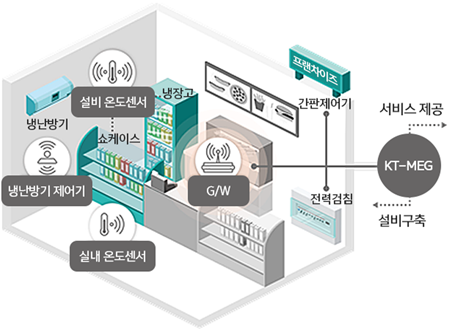 프랜차이즈
설비 온도센서
냉장고
간판제어기
서비스 제공
냉난방기
쇼케이스
KT-MEG
냉난방기 제어기
G/W
전력검침
설비구축
실내 온도센서